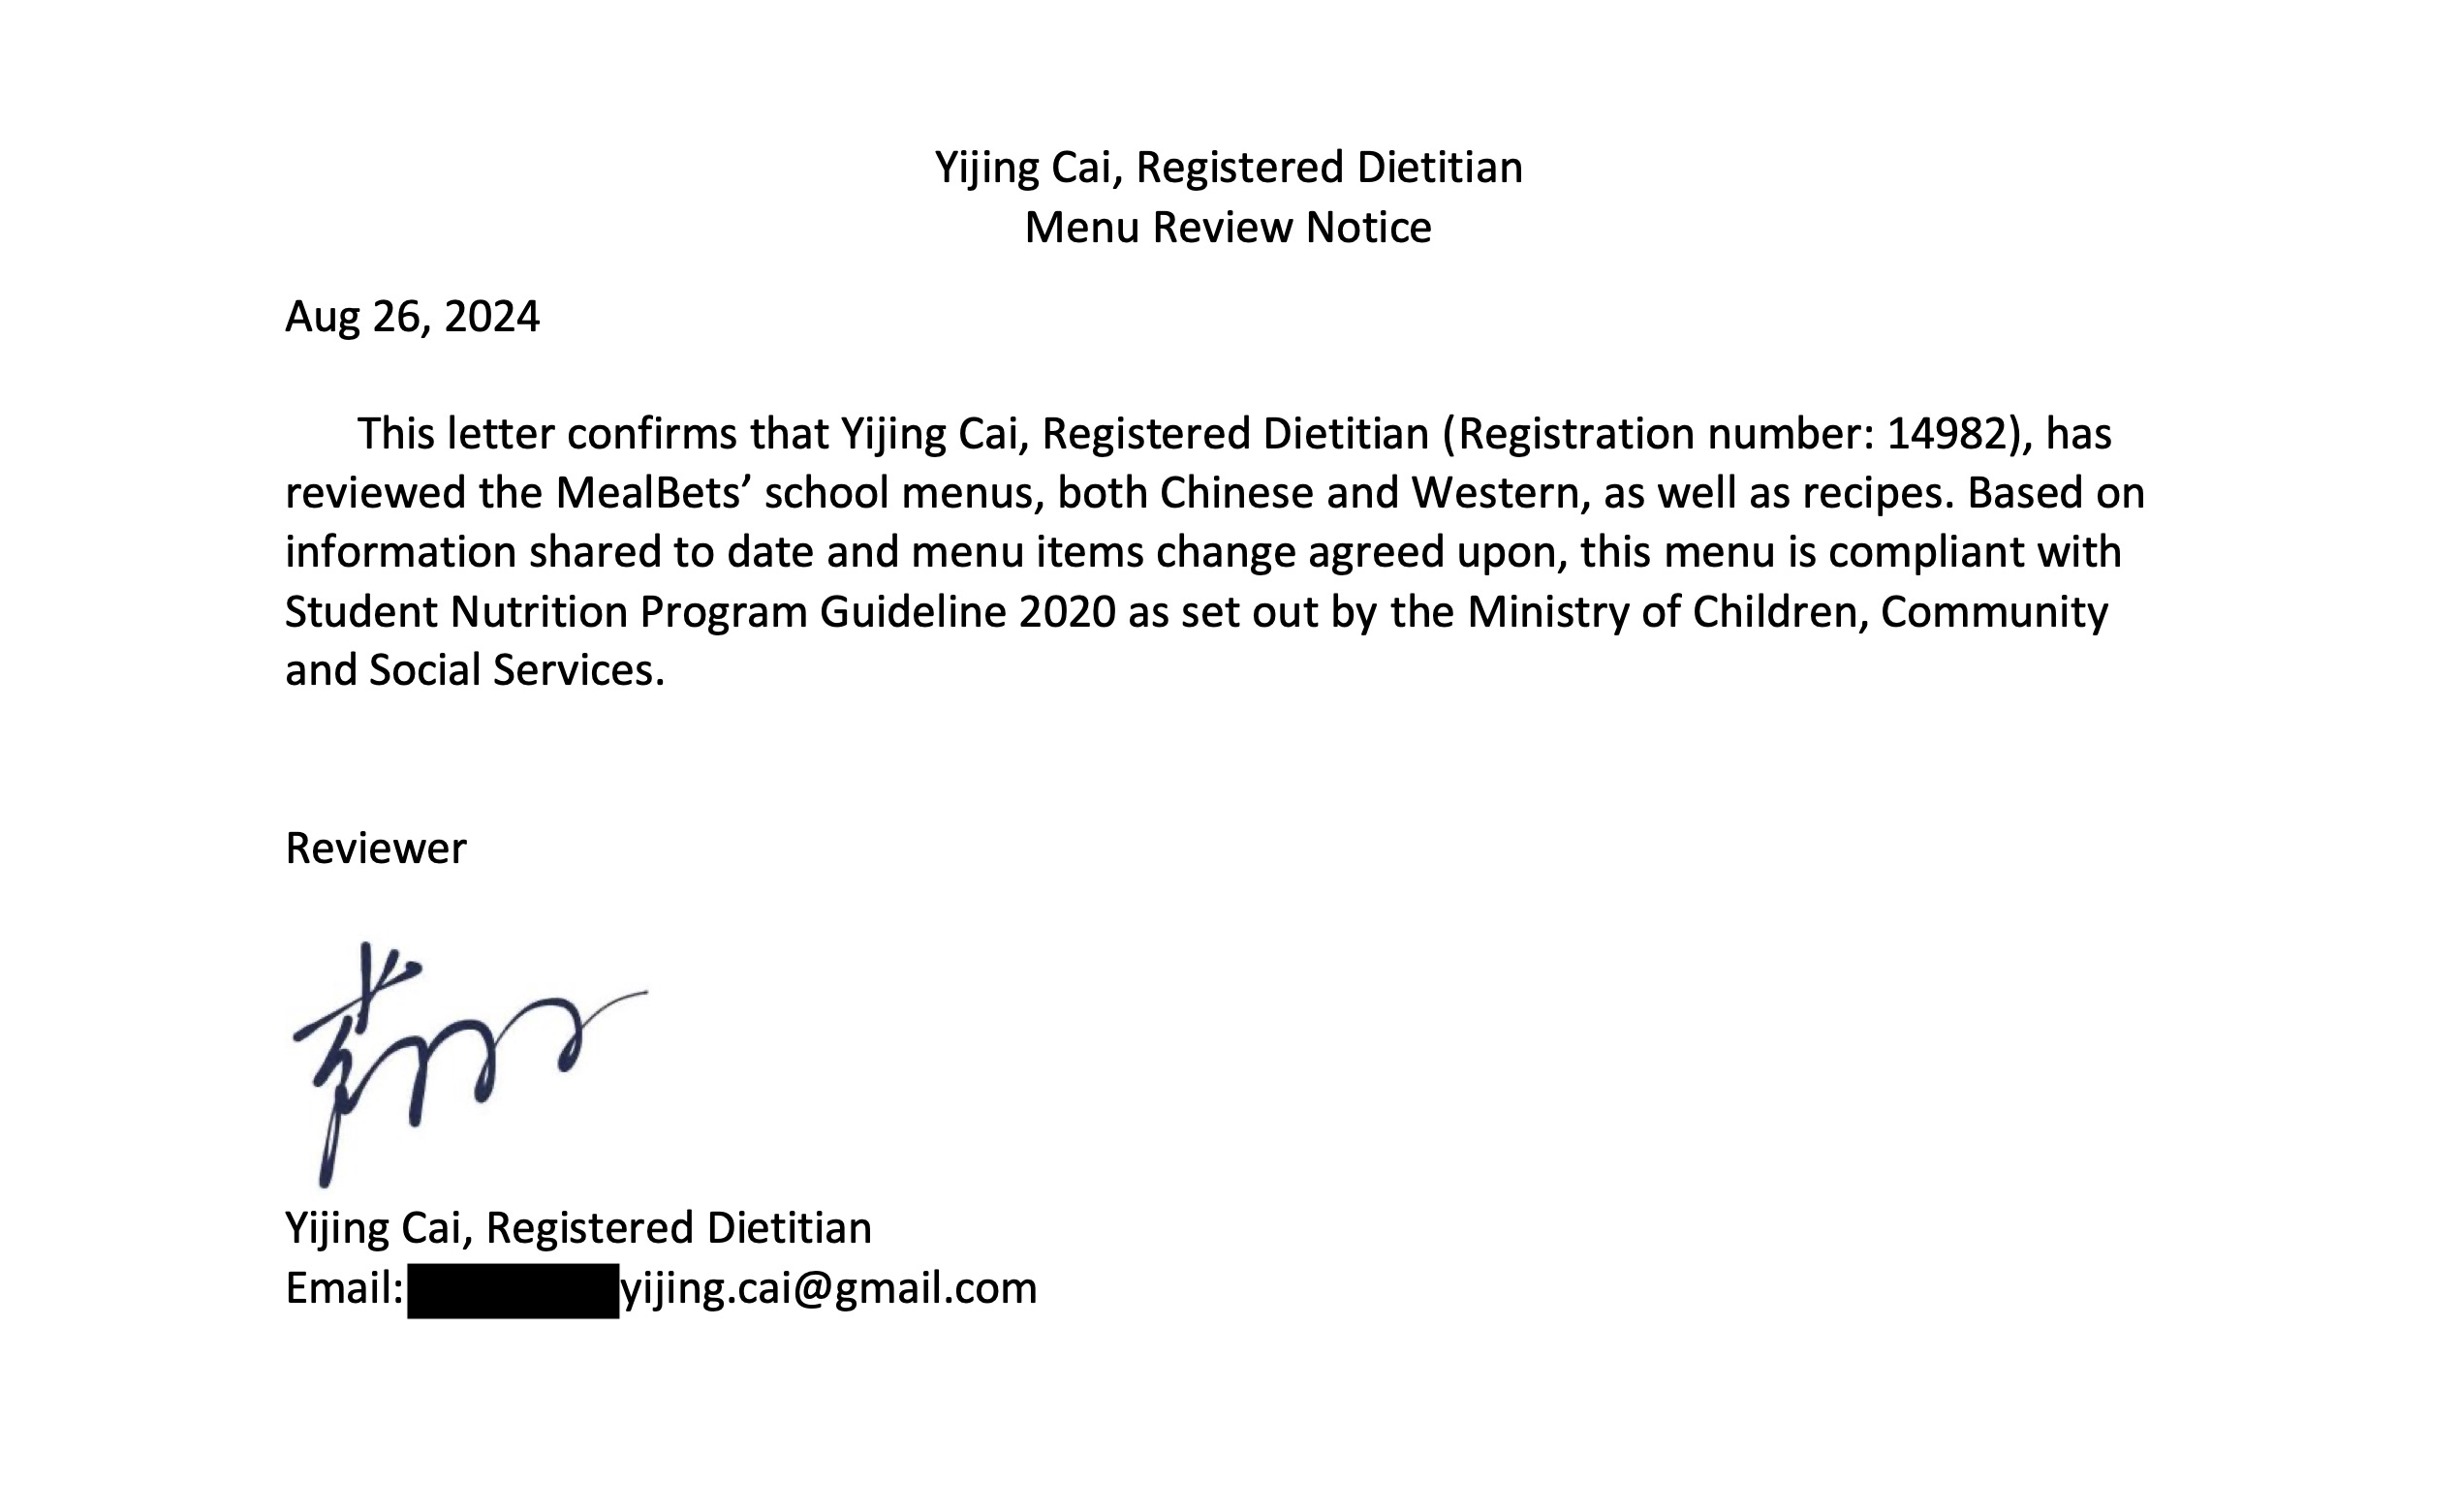 Yijing Cai, Registered Dietitian
Menu Review Notice
Aug 26, 2024
This letter confirms that Yijing Cai, Registered Dietitian (Registration number: 14982), has
reviewed the MealBets’ school menus, both Chinese and Western, as well as recipes. Based on
information shared to date and menu items change agreed upon, this menu is compliant with
Student Nutrition Program Guideline 2020 as set out by the Ministry of Children, Community
and Social Services.
Reviewer
Yijing Cai, Registered Dietitian
Email: yijing.cai@gmail.com